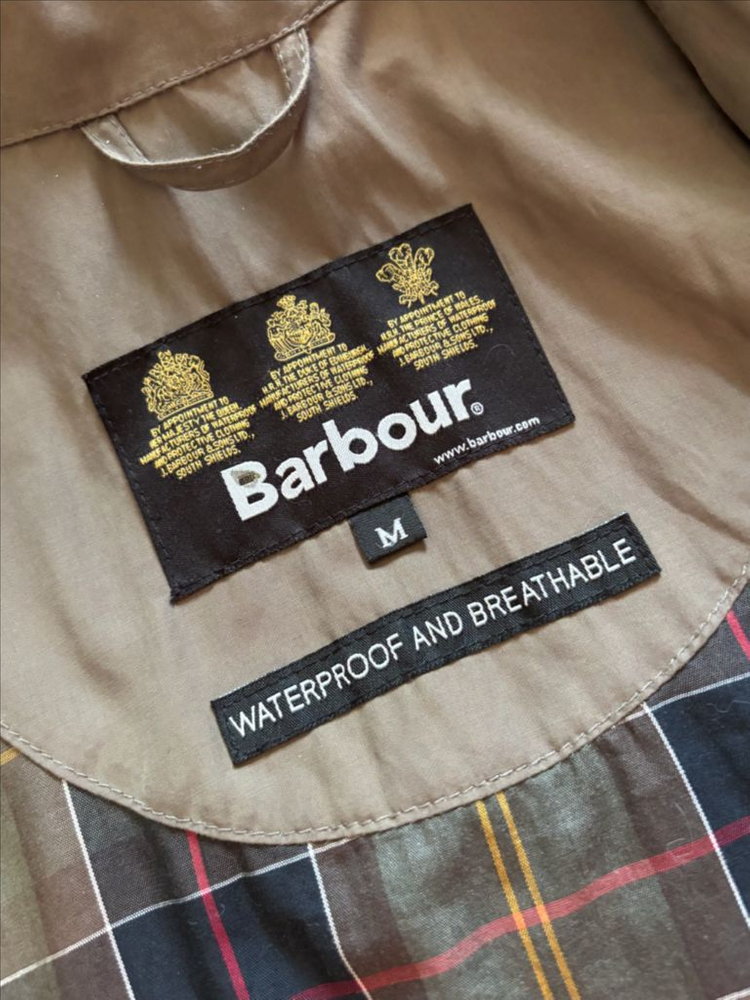 BY APPOINTMENT TO
HER MAJESTY THE QUEEN
MANUFACTURERS OF WATERPROOF
AND PROTECTIVE CLOTHING
J. BARBOUR & SONS LTD.,
SOUTH SHIELDS.
BY APPOINTMENT TO
H.R.H. THE DUKE OF EDINBURGH
MANUFACTURERS OF WATERPROOF
AND PROTECTIVE CLOTHING
J. BARBOUR & SONS LTD.,
SOUTH SHIELDS.
BY APPOINTMENT TO
H.R.H. THE PRINCE OF WALES
MANUFACTURERS OF WATERPROOF
AND PROTECTIVE CLOTHING
J. BARBOUR & SONS LTD.,
SOUTH SHIELDS.
Barbour®
www.barbour.com
M
WATERPROOF AND BREATHABLE